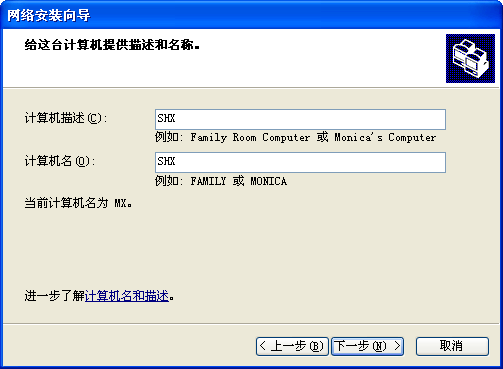 网络安装向导
给这台计算机提供描述和名称。
计算机描述(C): SHX
例如: Family Room Computer 或 Monica's Computer
计算机名(O): SHX
例如: FAMILY 或 MONICA
当前计算机名为 MX。
进一步了解计算机名和描述。
< 上一步(B) 下一步(N) > 取消